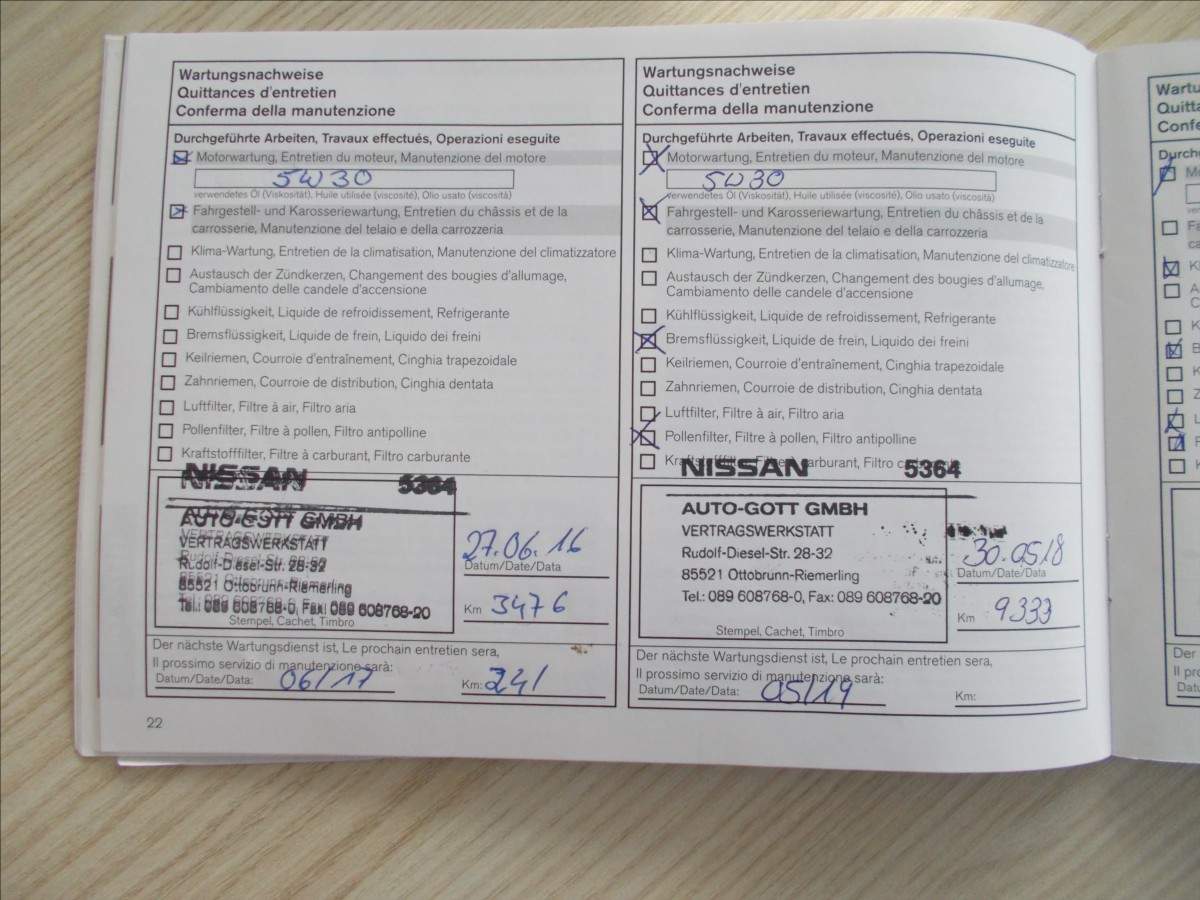 Wartungsnachweise
Quittances d'entretien
Conferma della manutenzione
Durchgeführte Arbeiten, Travaux effectués, Operazioni eseguite
Motorwartung, Entretien du moteur, Manutenzione del motore
5W30
verwendetes Öl (Viskosität), Huile utilisée (viscosité), Olio usato (viscosità)
Fahrgestell- und Karosseriewartung, Entretien du châssis et de la
carrosserie, Manutenzione del telaio e della carrozzeria
Klima-Wartung, Entretien de la climatisation, Manutenzione del climatizzatore
Austausch der Zündkerzen, Changement des bougies d'allumage,
Cambiamento delle candele d'accensione
Kühlflüssigkeit, Liquide de refroidissement, Refrigerante
Bremsflüssigkeit, Liquide de frein, Liquido dei freini
Keilriemen, Courroie d'entraînement, Cinghia trapezoidale
Zahnriemen, Courroie de distribution, Cinghia dentata
Luftfilter, Filtre à air, Filtro aria
Pollenfilter, Filtre à pollen, Filtro antipolline
Kraftstofffilter, Filtre à carburant, Filtro carburante
NISSAN 5364
AUTO-GOTT GMBH
VERTRAGSWERKSTATT
Rudolf-Diesel-Str. 28-32
85521 Ottobrunn-Riemerling
Tel.: 089 608768-0, Fax: 089 608768-20
Stempel, Cachet, Timbro
27.06.16
Datum/Date/Data
Km 3476
Der nächste Wartungsdienst ist, Le prochain entretien sera,
Il prossimo servizio di manutenzione sarà:
Datum/Date/Data: 06/17 Km:
22
Wartungsnachweise
Quittances d'entretien
Conferma della manutenzione
Durchgeführte Arbeiten, Travaux effectués, Operazioni eseguite
Motorwartung, Entretien du moteur, Manutenzione del motore
5W30
verwendetes Öl (Viskosität), Huile utilisée (viscosité), Olio usato (viscosità)
Fahrgestell- und Karosseriewartung, Entretien du châssis et de la
carrosserie, Manutenzione del telaio e della carrozzeria
Klima-Wartung, Entretien de la climatisation, Manutenzione del climatizzatore
Austausch der Zündkerzen, Changement des bougies d'allumage,
Cambiamento delle candele d'accensione
Kühlflüssigkeit, Liquide de refroidissement, Refrigerante
Bremsflüssigkeit, Liquide de frein, Liquido dei freini
Keilriemen, Courroie d'entraînement, Cinghia trapezoidale
Zahnriemen, Courroie de distribution, Cinghia dentata
Luftfilter, Filtre à air, Filtro aria
Pollenfilter, Filtre à pollen, Filtro antipolline
Kraftstofffilter, Filtre à carburant, Filtro carburante
NISSAN 5364
AUTO-GOTT GMBH
VERTRAGSWERKSTATT
Rudolf-Diesel-Str. 28-32
85521 Ottobrunn-Riemerling
Tel.: 089 608768-0, Fax: 089 608768-20
Stempel, Cachet, Timbro
30.05.18
Datum/Date/Data
Km 9333
Der nächste Wartungsdienst ist, Le prochain entretien sera,
Il prossimo servizio di manutenzione sarà:
Datum/Date/Data: 05/19 Km: